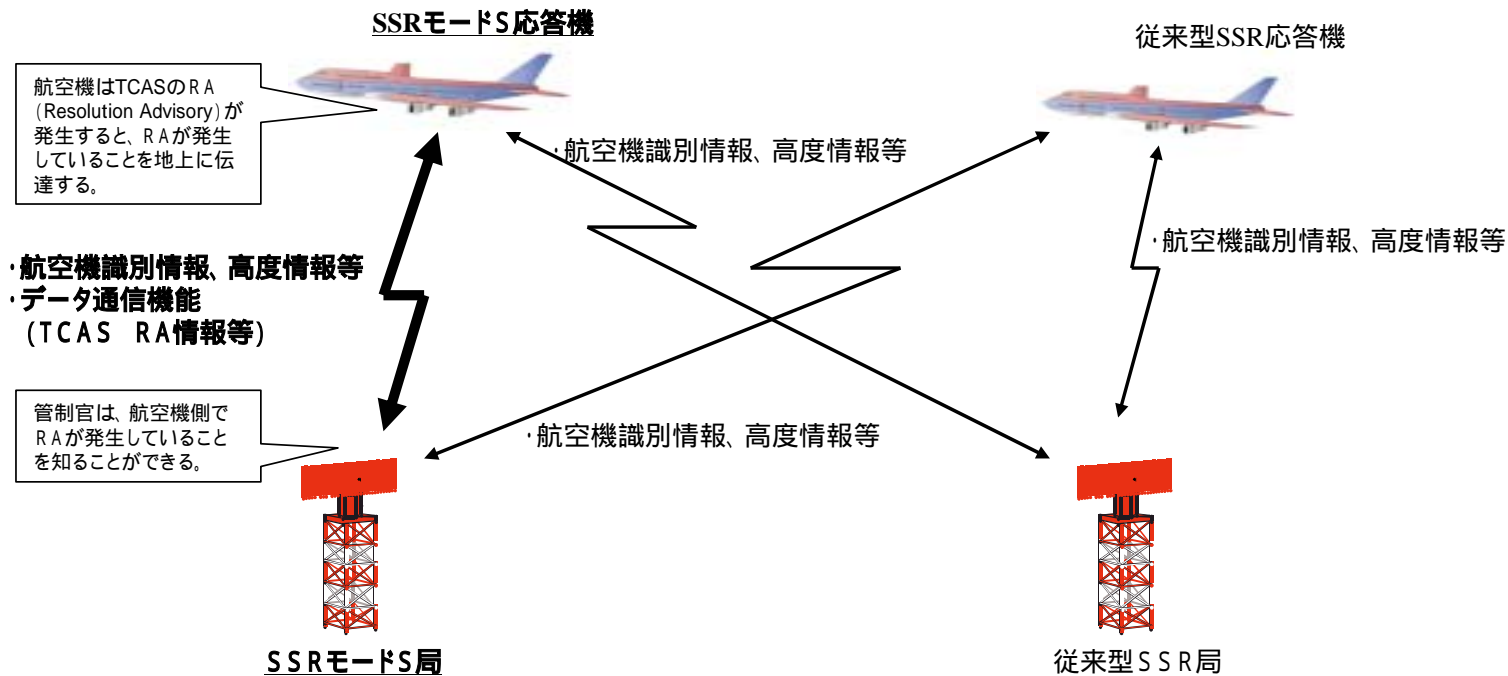 SSRモードS応答機
従来型SSR応答機
航空機はTCASのRA
(Resolution Advisory)が
発生すると、RAが発生
していることを地上に伝
達する。
・航空機識別情報、高度情報等
・航空機識別情報、高度情報等
・航空機識別情報、高度情報等
・データ通信機能
(TCAS RA情報等)
管制官は、航空機側で
RAが発生していること
を知ることができる。
・航空機識別情報、高度情報等
SSRモードS局
従来型SSR局